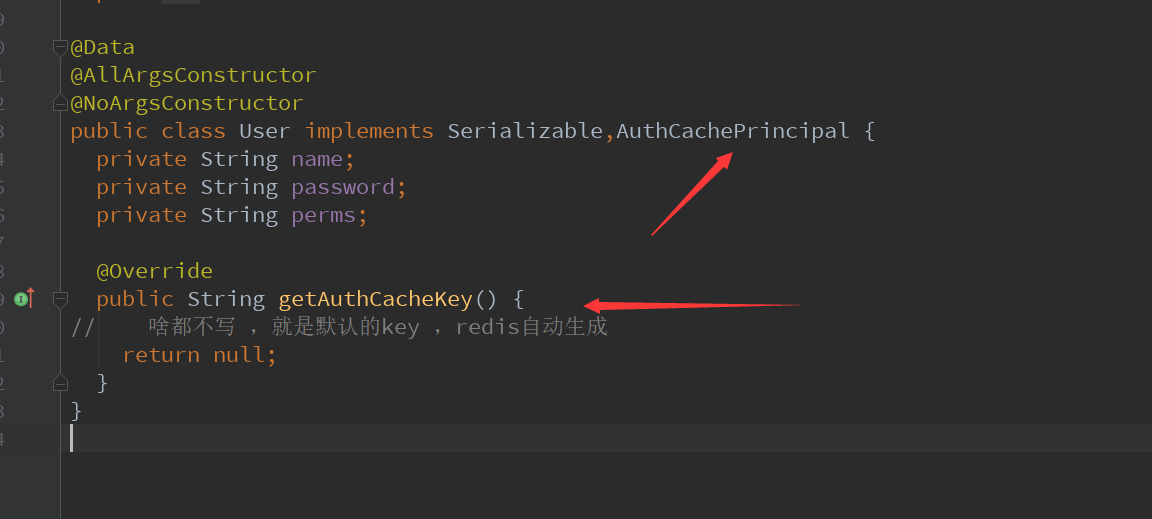 @Data
@AllArgsConstructor
@NoArgsConstructor
public class User implements Serializable,AuthCachePrincipal {
private String name;
private String password;
private String perms;
@Override
public String getAuthCacheKey() {
// 啥都不写 ，就是默认的key ，redis自动生成
return null;
}
}